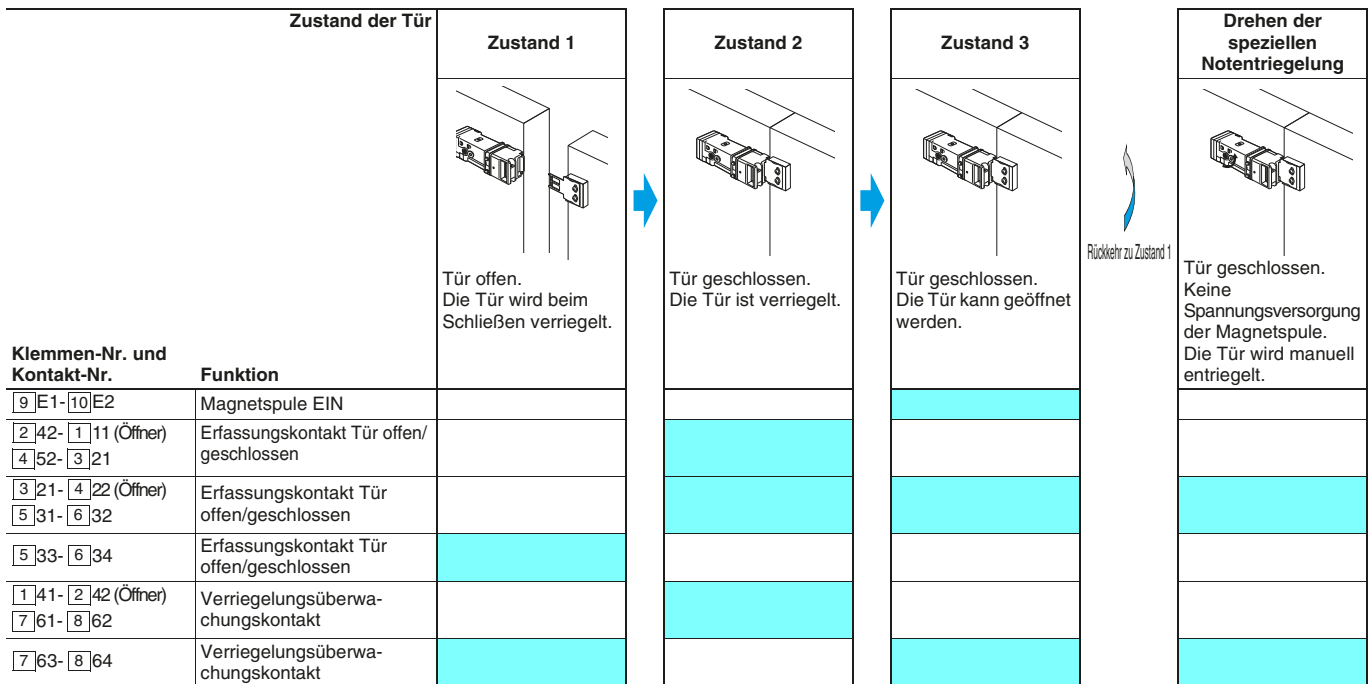 Zustand der Tür
Zustand 1
Zustand 2
Zustand 3
Drehen der
speziellen
Notentriegelung
Rückkehr zu Zustand 1
Tür offen.
Die Tür wird beim
Schließen verriegelt.
Tür geschlossen.
Die Tür ist verriegelt.
Tür geschlossen.
Die Tür kann geöffnet
werden.
Tür geschlossen.
Keine
Spannungsversorgung
der Magnetspule.
Die Tür wird manuell
entriegelt.
Klemmen-Nr. und
Kontakt-Nr.
Funktion
9 E1- 10 E2
Magnetspule EIN
2 42- 1 11 (Öffner)
4 52- 3 21
Erfassungskontakt Tür offen/
geschlossen
3 21- 4 22 (Öffner)
5 31- 6 32
Erfassungskontakt Tür
offen/geschlossen
5 33- 6 34
Erfassungskontakt Tür
offen/geschlossen
1 41- 2 42 (Öffner)
7 61- 8 62
Verriegelungsüberwa-
chungskontakt
7 63- 8 64
Verriegelungsüberwa-
chungskontakt